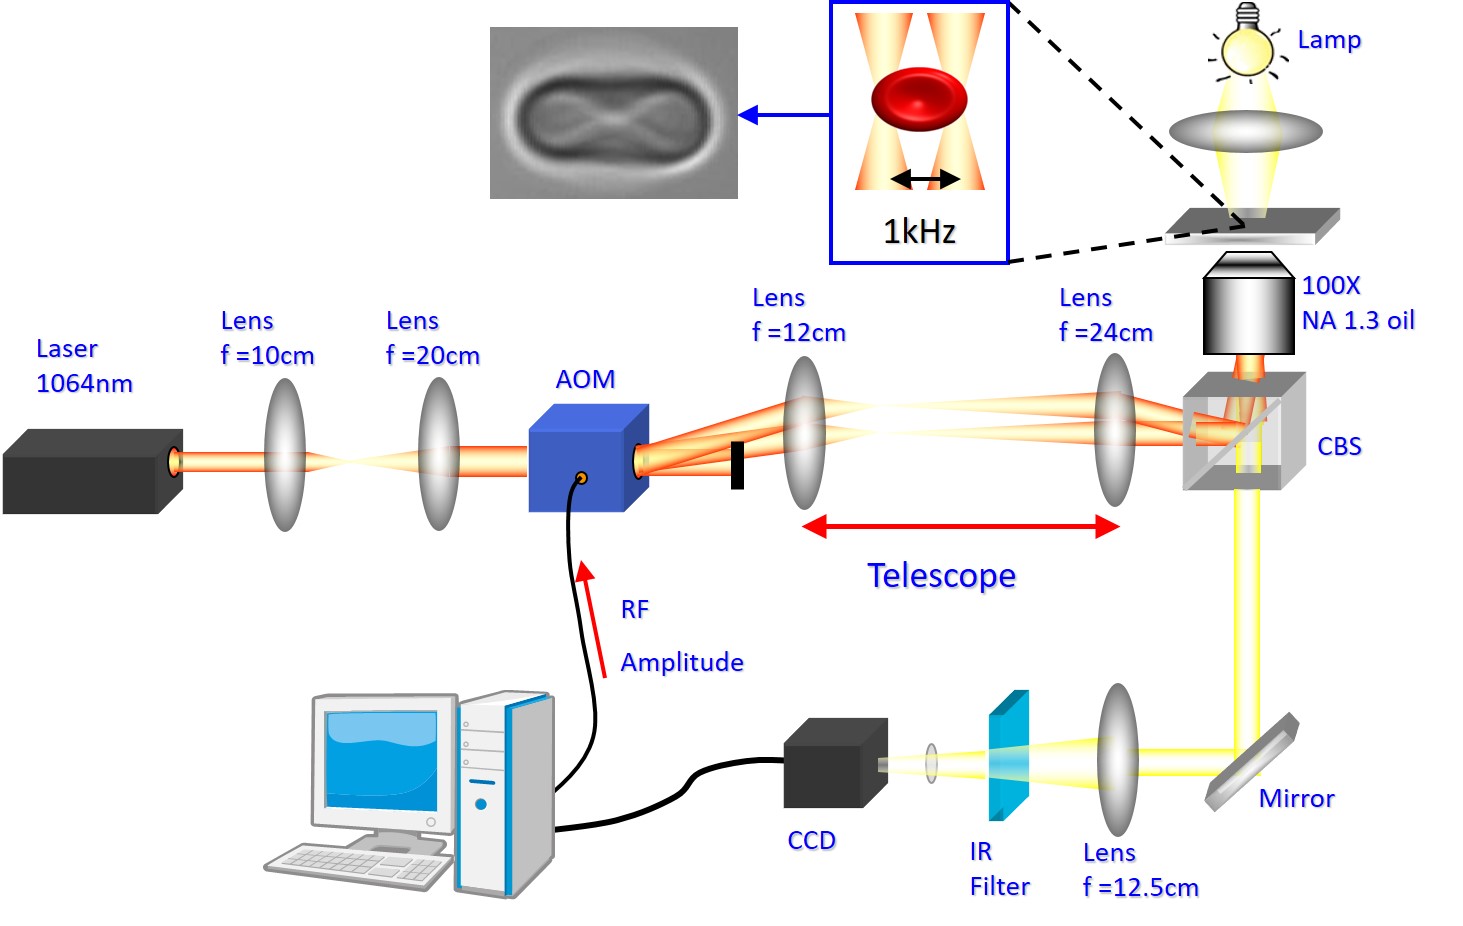 Lamp
1kHz
100X
NA 1.3 oil
Lens
f =12cm
Lens
f =24cm
Lens
f =10cm
Lens
f =20cm
Laser
1064nm
AOM
CBS
Telescope
RF
Amplitude
Mirror
CCD
IR
Filter
Lens
f =12.5cm